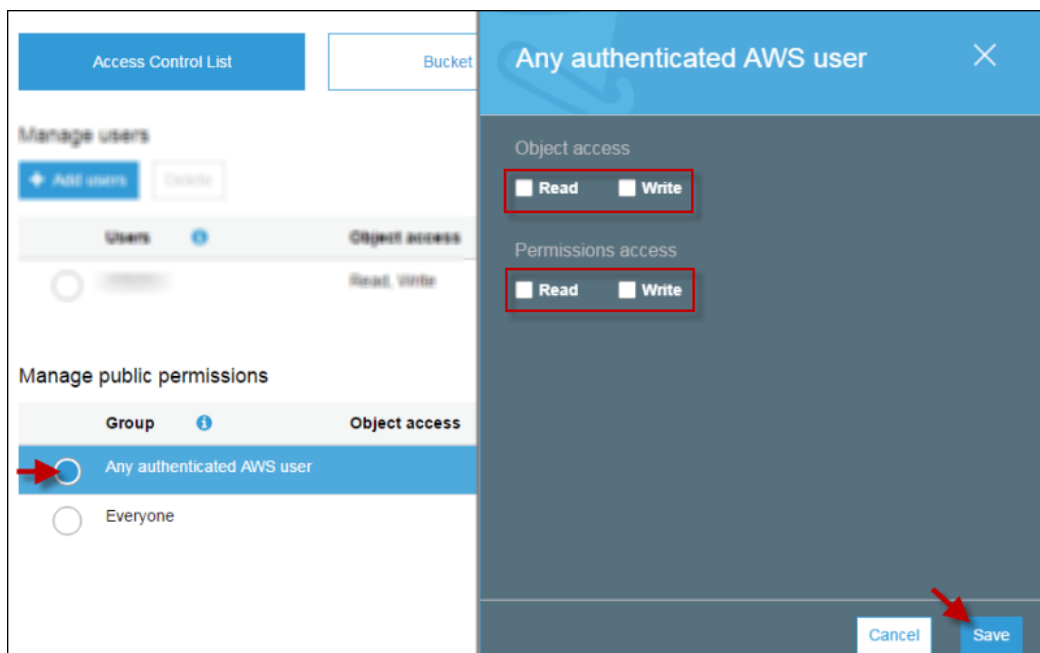 Access Control List
Bucket
Manage users
Add users
Delete
Users
Object access
Read, Write
Manage public permissions
Group
Object access
Any authenticated AWS user
Everyone
Any authenticated AWS user
Object access
Read Write
Permissions access
Read Write
Cancel Save